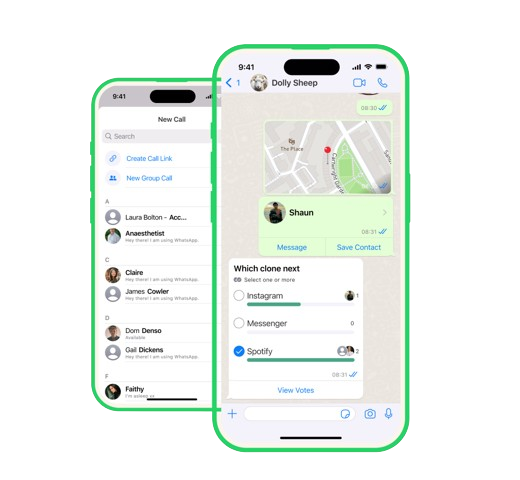 9:41
New Call
Search
Create Call Link
New Group Call
A
Laura Bolton - Acc...
Anaesthetist
Hey there! I am using WhatsApp.
C
Claire
Hey there! I am using WhatsApp.
James Cowler
Hey there! I am using WhatsApp.
D
Dom Denso
Available
Gail Dickens
Hey there! I am using WhatsApp
F
Faithy
I'm asleep
9:41
1
Dolly Sheep
08:30
The Place
Cartwright Garde
08:31
Shaun
08:31
Message
Save Contact
Which clone next
Select one or more
Instagram
1
Messenger
0
Spotify
2
08:31
View Votes